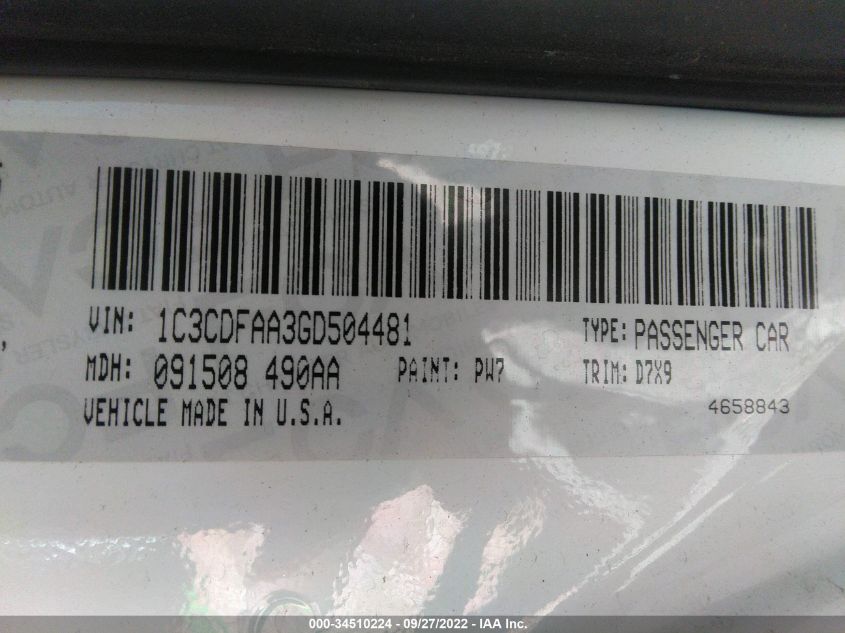 VIN: 1C3CDFAA3GD504481 TYPE: PASSENGER CAR
MDH: 091508 490AA PAINT: PW7 TRIM: D7X9
VEHICLE MADE IN U.S.A. 4658843
000-34510224 - 09/27/2022 - IAA Inc.